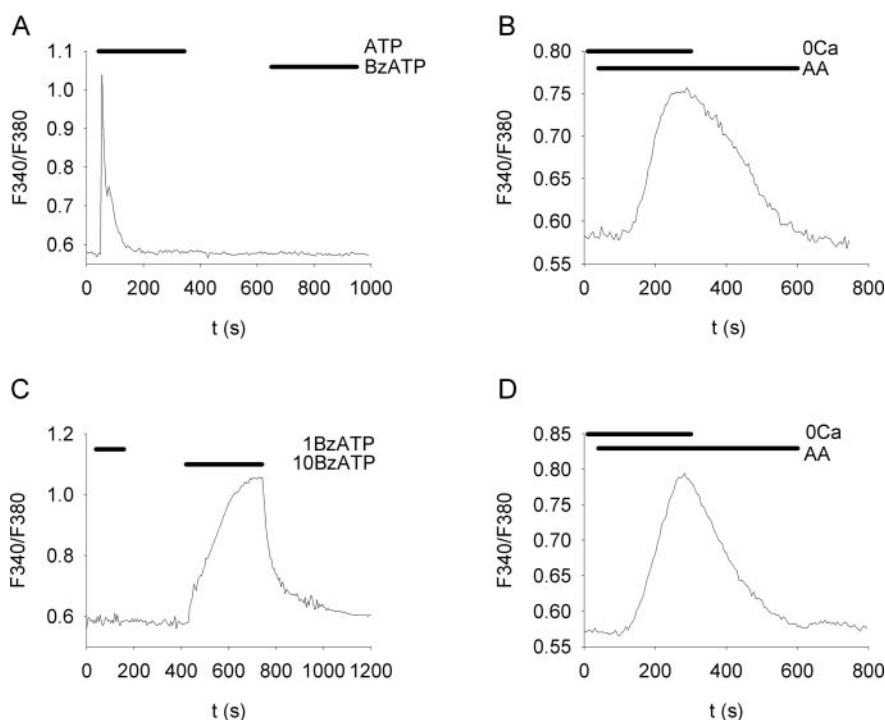 A
ATP
BzATP
1.1
1.0
0.9
0.8
0.7
0.6
F340/F380
0 200 400 600 800 1000
t (s)
B
0Ca
AA
0.80
0.75
0.70
0.65
0.60
0.55
F340/F380
0 200 400 600 800
t (s)
C
1BzATP
10BzATP
1.2
1.0
0.8
0.6
F340/F380
0 200 400 600 800 1000 1200
t (s)
D
0Ca
AA
0.85
0.80
0.75
0.70
0.65
0.60
0.55
F340/F380
0 200 400 600 800
t (s)